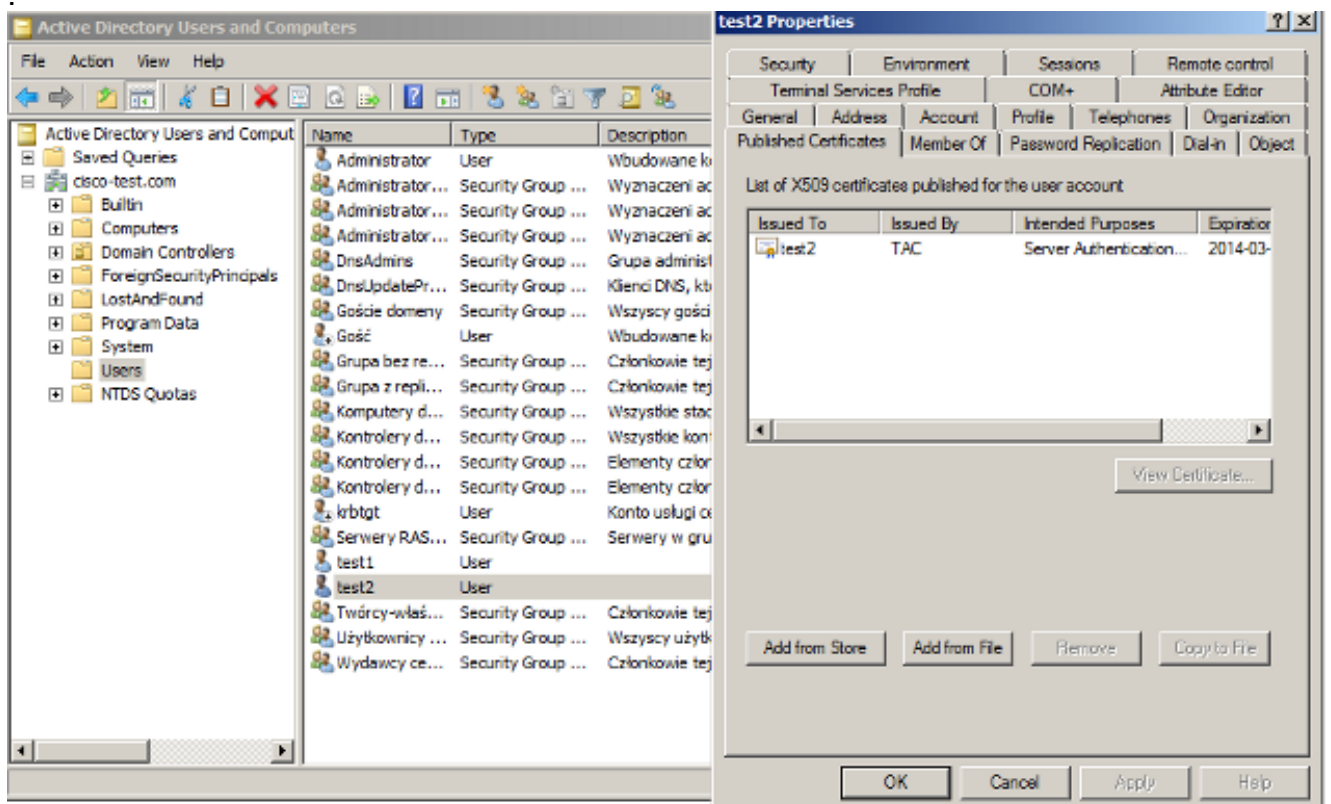 .
Active Directory Users and Computers
File Action View Help
Active Directory Users and Comput
Saved Queries
cisco-test.com
Builtin
Computers
Domain Controllers
ForeignSecurityPrincipals
LostAndFound
Program Data
System
Users
NTDS Quotas
Name Type Description
Administrator User Wbudowane k
Administrator... Security Group ... Wyznaczeni ac
Administrator... Security Group ... Wyznaczeni ac
Administrator... Security Group ... Wyznaczeni ac
DnsAdmins Security Group ... Grupa administ
DnsUpdatePr... Security Group ... Klienci DNS, kt
Goście domeny Security Group ... Wszyscy gości
Gość User Wbudowane k
Grupa bez re... Security Group ... Członkowie tej
Grupa z repli... Security Group ... Członkowie tej
Komputery d... Security Group ... Wszystkie stac
Kontrolery d... Security Group ... Wszystkie kon
Kontrolery d... Security Group ... Elementy człor
Kontrolery d... Security Group ... Elementy człor
krbtgt User Konto usługi ce
Serwery RAS... Security Group ... Serwery w gru
test1 User
test2 User
Twórcy-właś... Security Group ... Członkowie tej
Użytkownicy ... Security Group ... Wszyscy użytk
Wydawcy ce... Security Group ... Członkowie tej
test2 Properties
Security Environment Sessions Remote control
Terminal Services Profile COM+ Attribute Editor
General Address Account Profile Telephones Organization
Published Certificates Member Of Password Replication Dial-in Object
List of X509 certificates published for the user account
Issued To Issued By Intended Purposes Expiration
test2 TAC Server Authentication... 2014-03-
View Certificate...
Add from Store Add from File Remove Copy to File
OK Cancel Apply Help